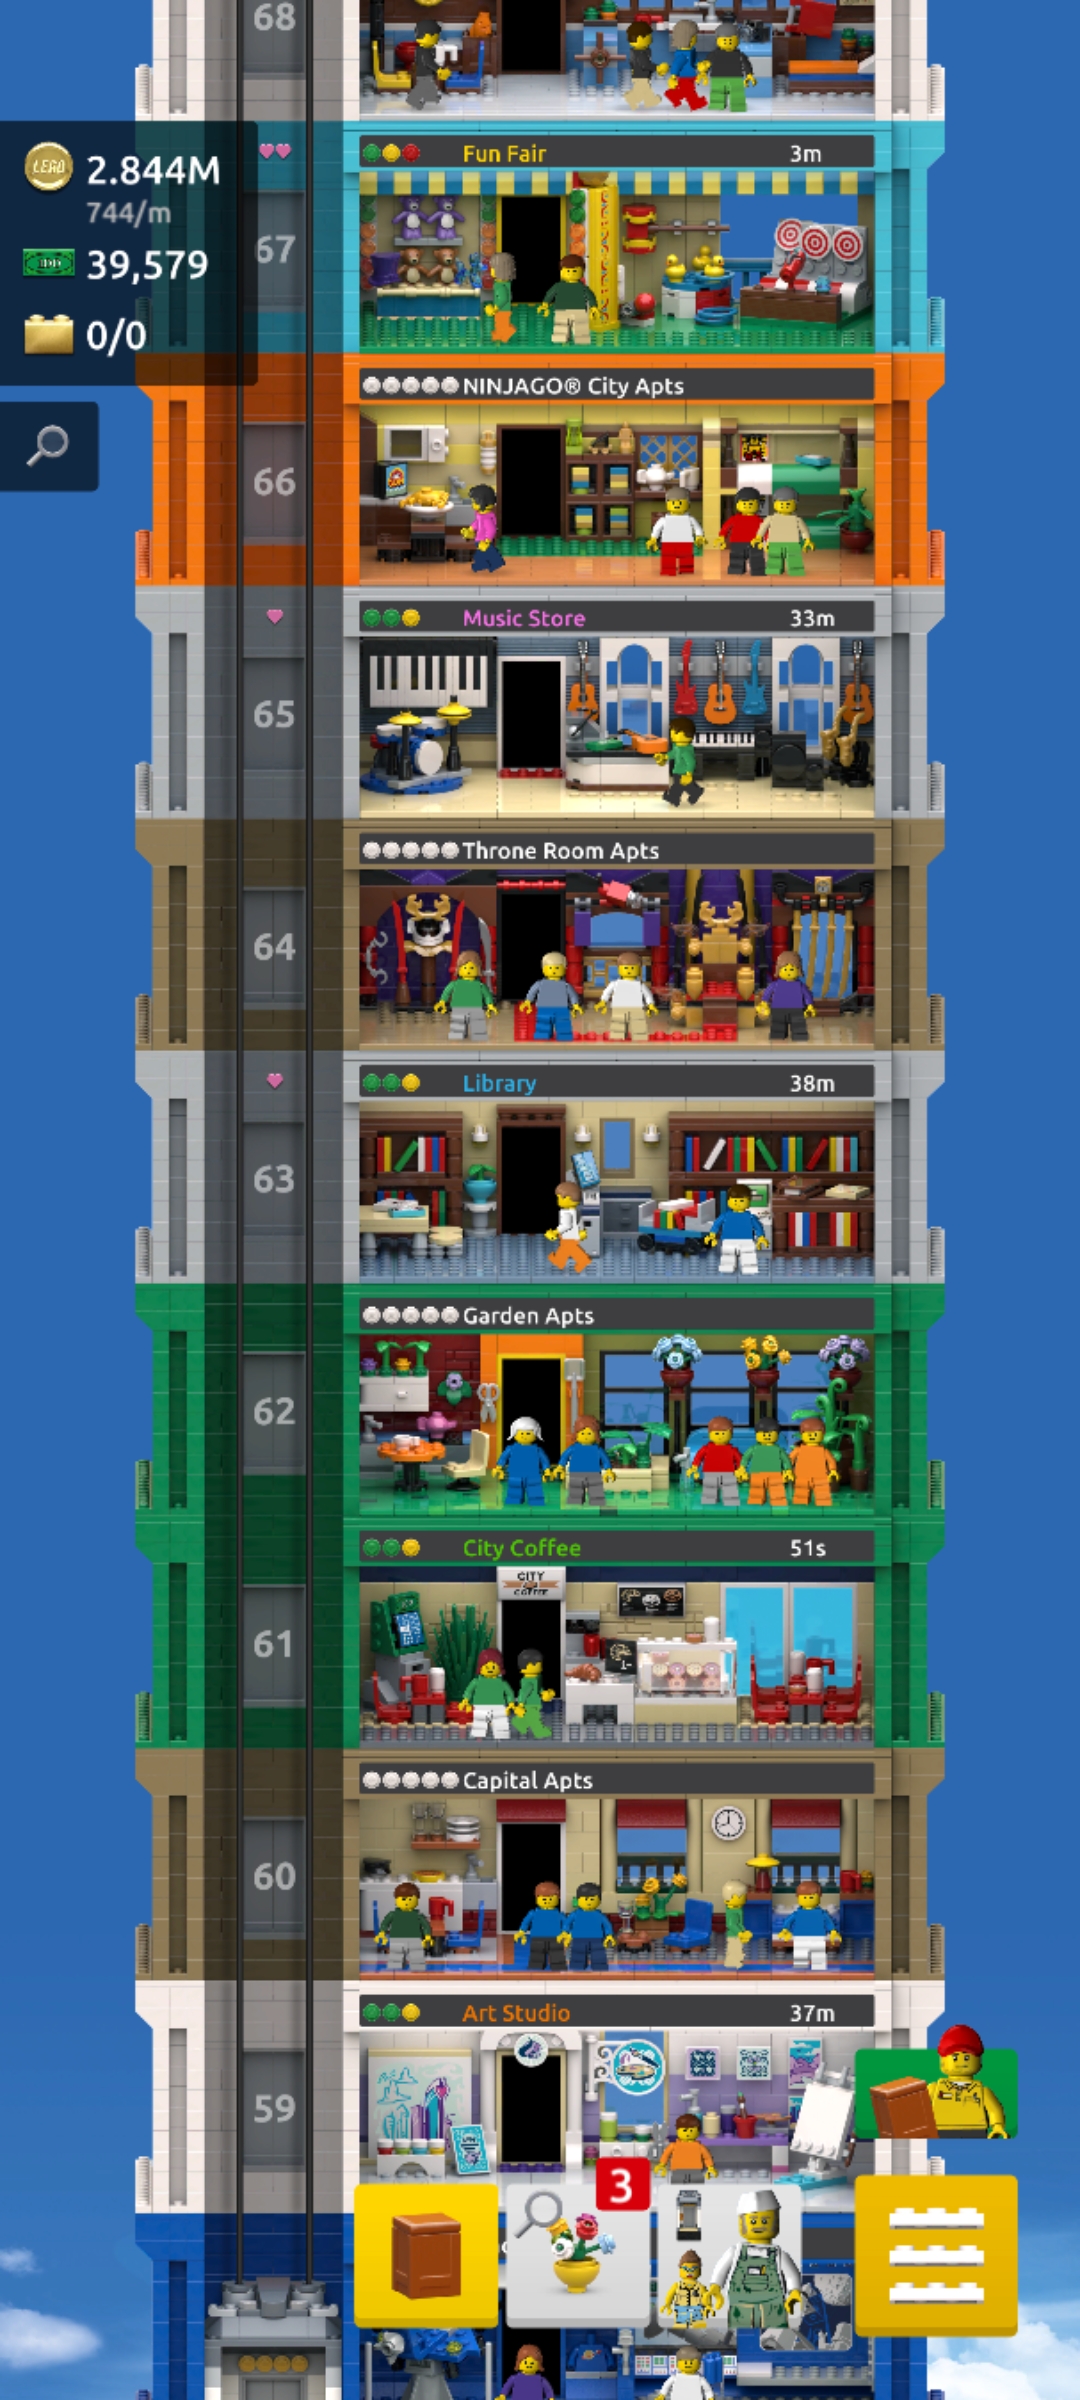 68
LEGO
2.844M
744/m
39,579
0/0
Fun Fair 3m
67
NINJAGO® City Apts
66
Music Store 33m
65
Throne Room Apts
64
Library 38m
63
Garden Apts
62
City Coffee 51s
CITY
COFFEE
61
Capital Apts
60
Art Studio 37m
59
3